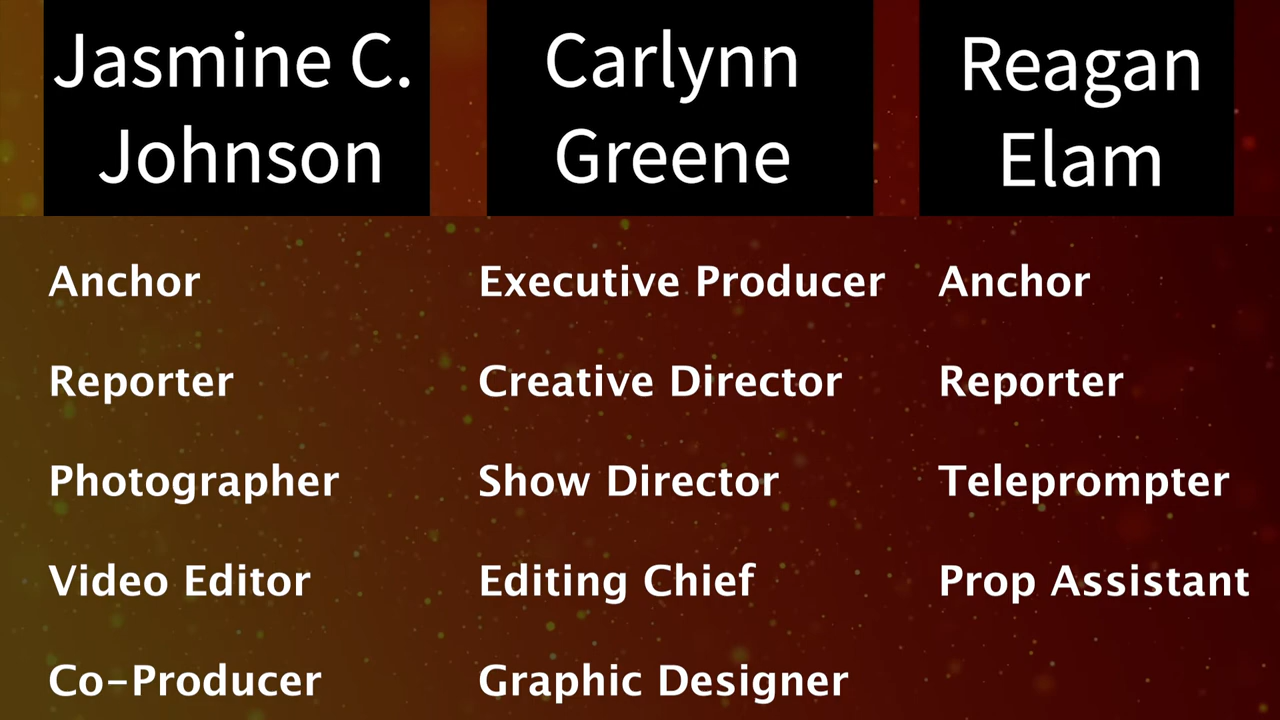 Jasmine C.
Johnson
Anchor
Reporter
Photographer
Video Editor
Co-Producer
Carlynn
Greene
Executive Producer
Creative Director
Show Director
Editing Chief
Graphic Designer
Reagan
Elam
Anchor
Reporter
Teleprompter
Prop Assistant